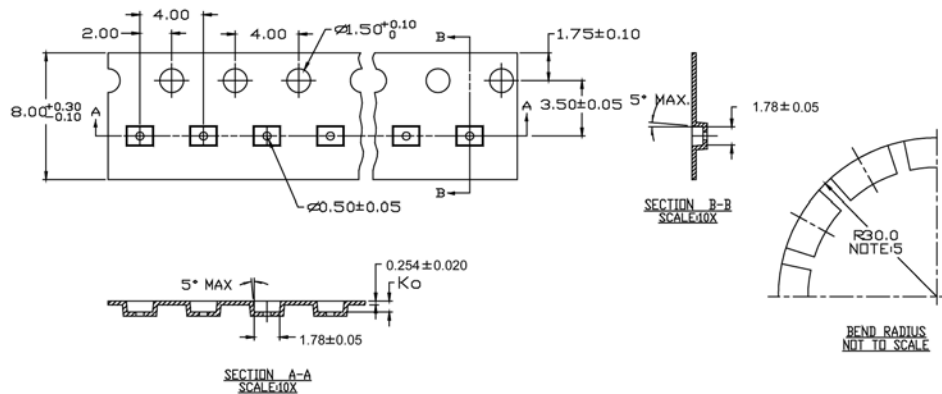 4.00
2.00
4.00
Ø1.50+0.10 0
B
1.75±0.10
8.00+0.30 -0.10
A
A
3.50±0.05
Ø0.50±0.05
B
5° MAX.
1.78±0.05
SECTION B-B
SCALE:10X
R30.0
NOTE:5
BEND RADIUS
NOT TO SCALE
5° MAX
0.254±0.020
Ko
1.78±0.05
SECTION A-A
SCALE:10X